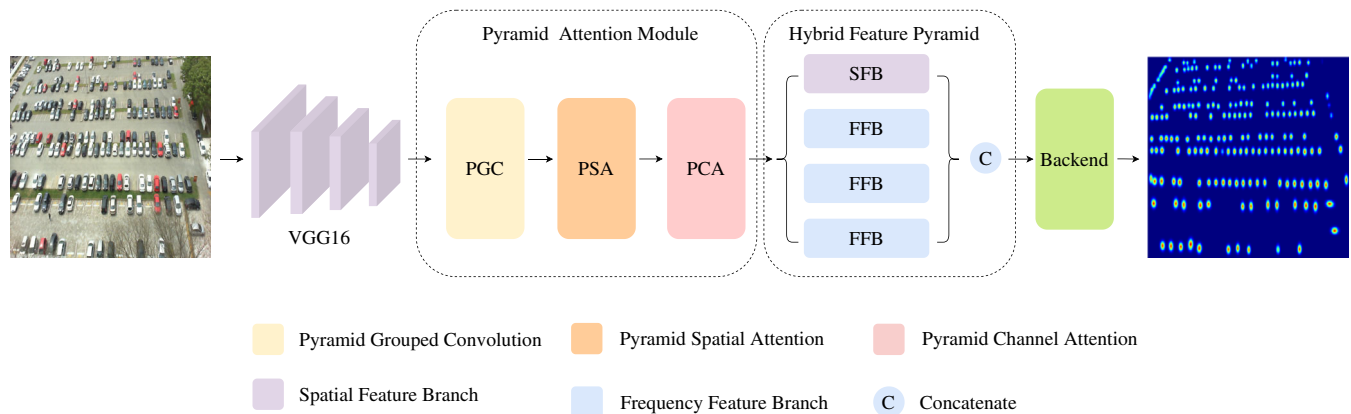 Pyramid Attention Module
Hybrid Feature Pyramid
VGG16
PGC
PSA
PCA
SFB
FFB
FFB
FFB
C
Backend
Pyramid Grouped Convolution
Pyramid Spatial Attention
Pyramid Channel Attention
Spatial Feature Branch
Frequency Feature Branch
C Concatenate